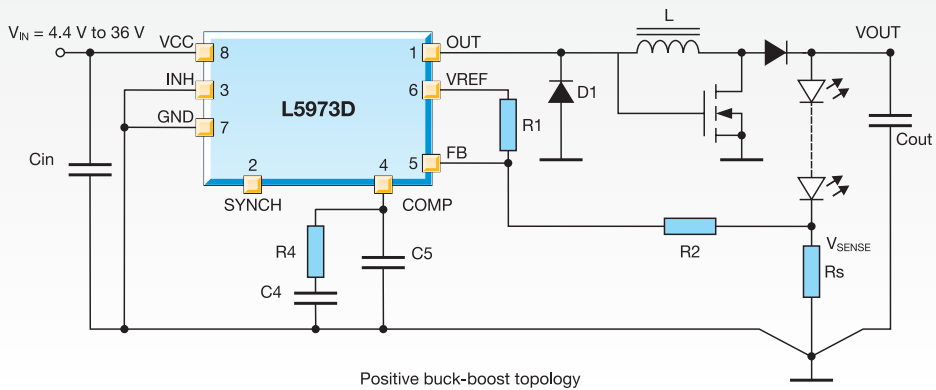 V_IN = 4.4 V to 36 V
VCC
8
INH
3
GND
7
L5973D
1
OUT
6
VREF
5
FB
2
SYNCH
4
COMP
Cin
R1
D1
L
VOUT
Cout
R2
V_SENSE
Rs
R4
C4
C5
Positive buck-boost topology